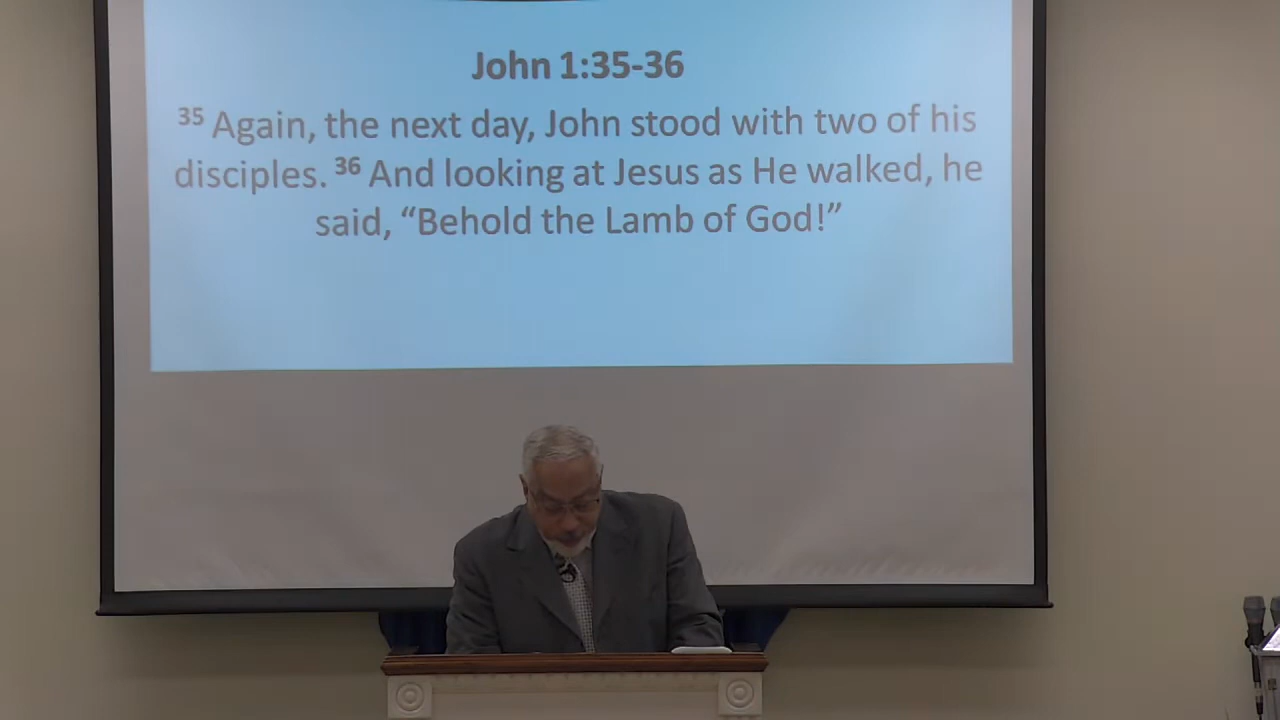 John 1:35-36
35 Again, the next day, John stood with two of his
disciples. 36 And looking at Jesus as He walked, he
said, “Behold the Lamb of God!”